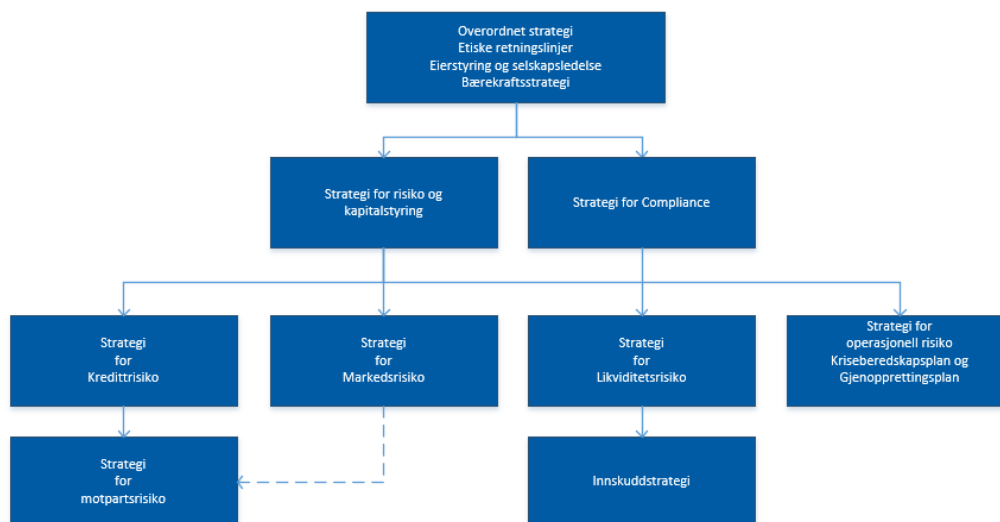 Overordnet strategi
Etiske retningslinjer
Eierstyring og selskapsledelse
Bærekraftsstrategi
Strategi for risiko og
kapitalstyring
Strategi for Compliance
Strategi
for
Kredittrisiko
Strategi
for
Markedsrisiko
Strategi
for
Likviditetsrisiko
Strategi for
operasjonell risiko
Kriseberedskapsplan og
Gjenopprettingsplan
Strategi
for
motpartsrisiko
Innskuddstrategi